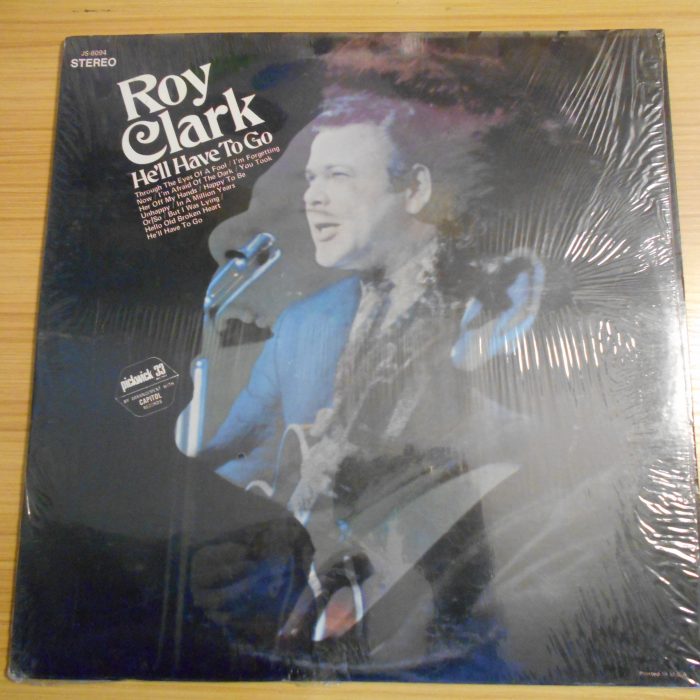 JS-6094
STEREO
Roy
Clark
He'll Have To Go
Through The Eyes Of A Fool / I'm Forgetting
Now / I'm Afraid Of The Dark / You Took
Her Off My Hands / Happy To Be
Unhappy / In A Million Years
Or So / But I Was Lying /
Hello Old Broken Heart
He'll Have To Go
pickwick/33
BY ARRANGEMENT WITH
CAPITOL
RECORDS
Printed in U.S.A.